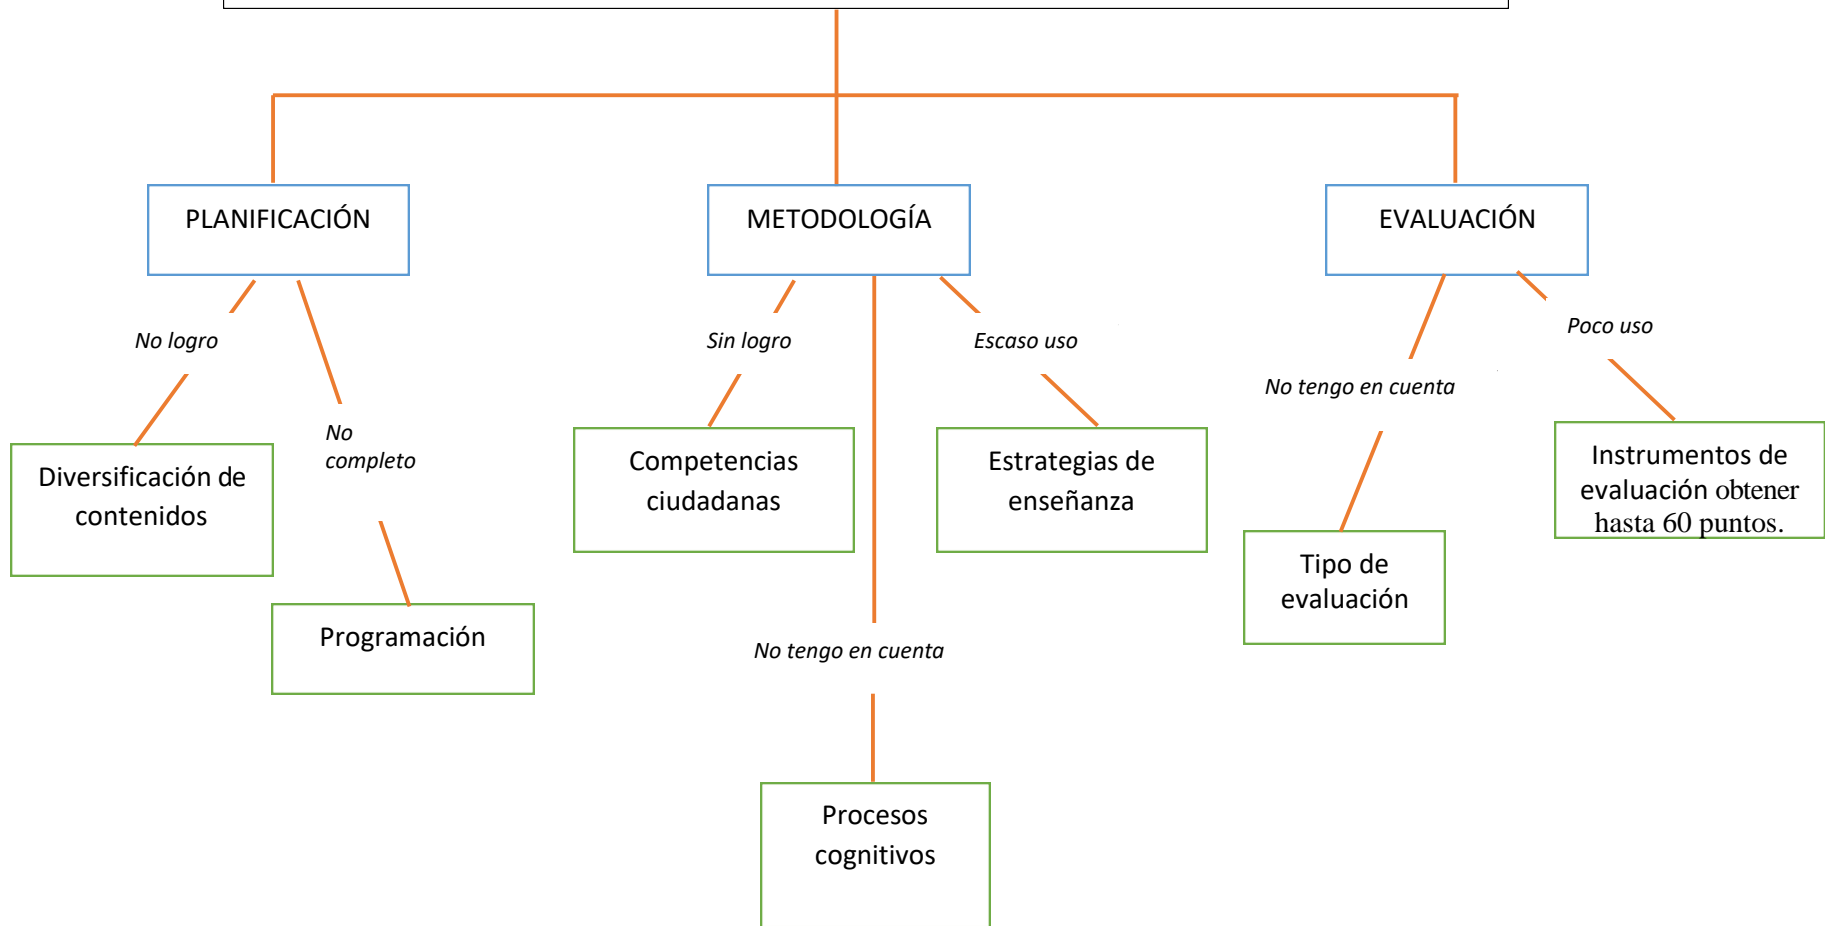 PLANIFICACIÓN
METODOLOGÍA
EVALUACIÓN
No logro
Sin logro
Escaso uso
Poco uso
No tengo en cuenta
No
completo
Diversificación de
contenidos
Competencias
ciudadanas
Estrategias de
enseñanza
Instrumentos de
evaluación obtener
hasta 60 puntos.
Tipo de
evaluación
Programación
No tengo en cuenta
Procesos
cognitivos